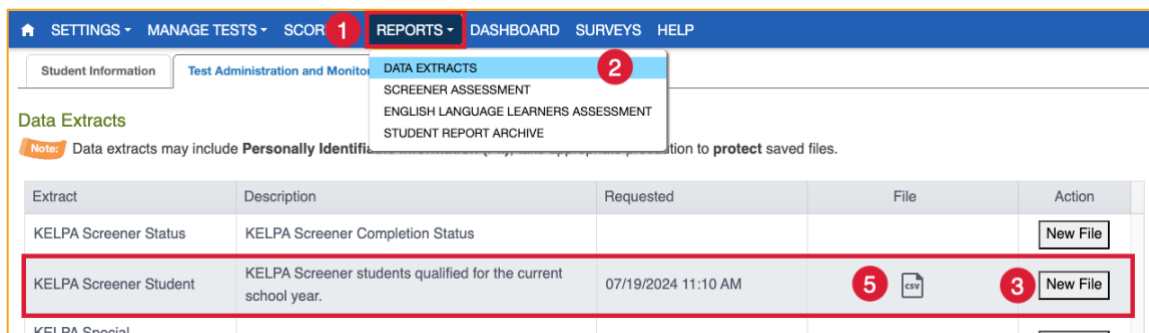 SETTINGS MANAGE TESTS SCOR 1 REPORTS DASHBOARD SURVEYS HELP
Student Information Test Administration and Monito
DATA EXTRACTS 2
SCREENER ASSESSMENT
ENGLISH LANGUAGE LEARNERS ASSESSMENT
STUDENT REPORT ARCHIVE
Data Extracts
Note: Data extracts may include Personally Identifia to protect saved files.
Extract Description Requested File Action
KELPA Screener Status KELPA Screener Completion Status New File
KELPA Screener Student KELPA Screener students qualified for the current school year. 07/19/2024 11:10 AM 5 CSV 3 New File
KELPA Special